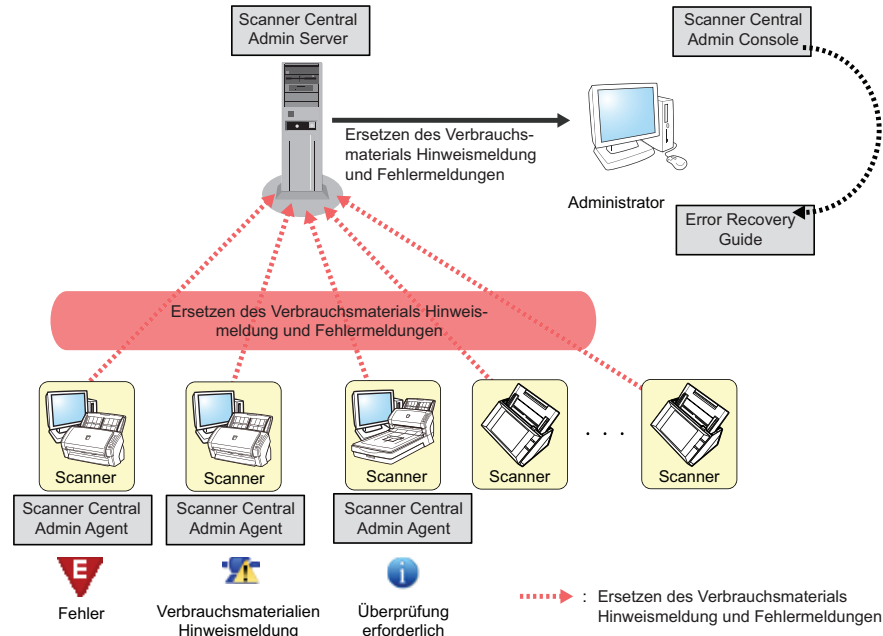 Scanner Central
Admin Server
Scanner Central
Admin Console
Ersetzen des Verbrauchs-
materials Hinweismeldung
und Fehlermeldungen
Administrator
Error Recovery
Guide
Ersetzen des Verbrauchsmaterials Hinweis-
meldung und Fehlermeldungen
Scanner
Scanner
Scanner
Scanner
. . .
Scanner
Scanner Central
Admin Agent
Scanner Central
Admin Agent
Scanner Central
Admin Agent
E
Fehler
Verbrauchsmaterialien
Hinweismeldung
i
Überprüfung
erforderlich
: Ersetzen des Verbrauchsmaterials
Hinweismeldung und Fehlermeldungen